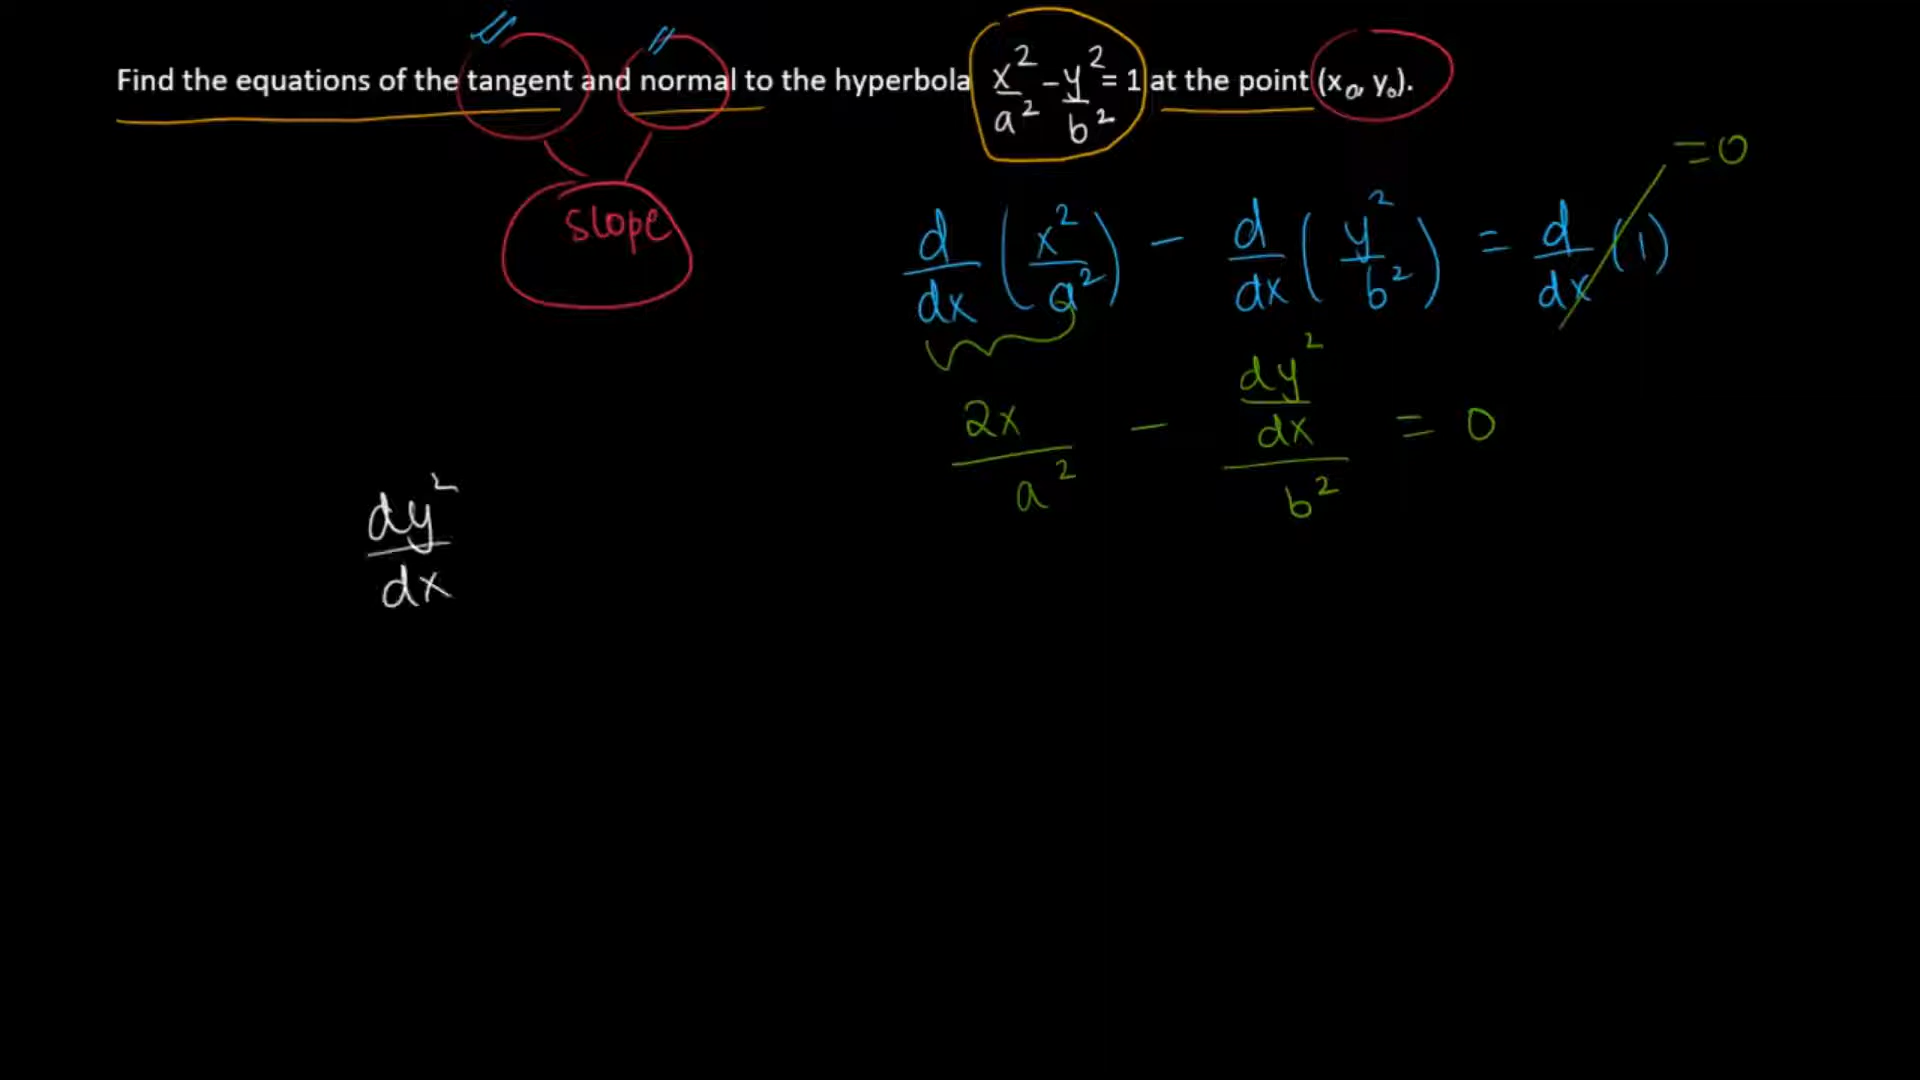 Find the equations of the tangent and normal to the hyperbola x²/a² - y²/b² = 1 at the point (x₀, y₀).
= 0
slope
d/dx (x²/a²) - d/dx (y²/b²) = d/dx (1)
2x/a² - (dy²/dx)/b² = 0
dy²/dx